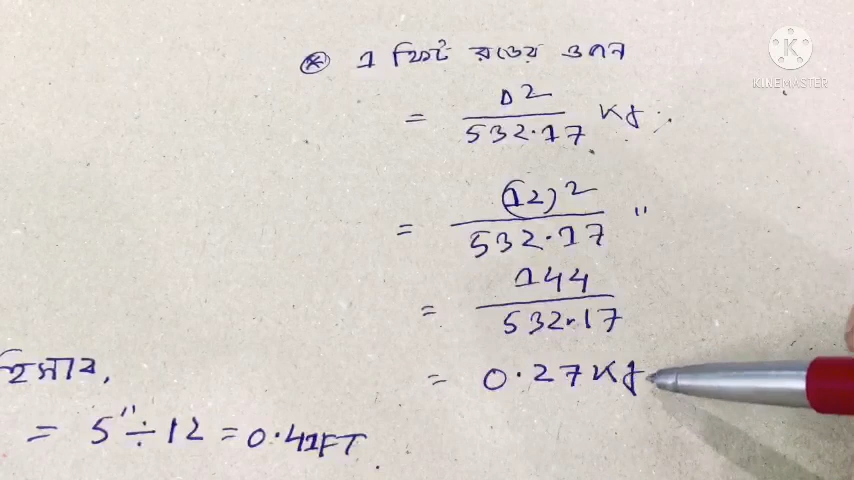 * 1 ফিট রডের ওজন
= D2 / 532.17 Kg
= (12)2 / 532.17 "
= 144 / 532.17
= 0.27 Kg
হিসাব,
= 5" ÷ 12 = 0.41FT
K
KINEMASTER